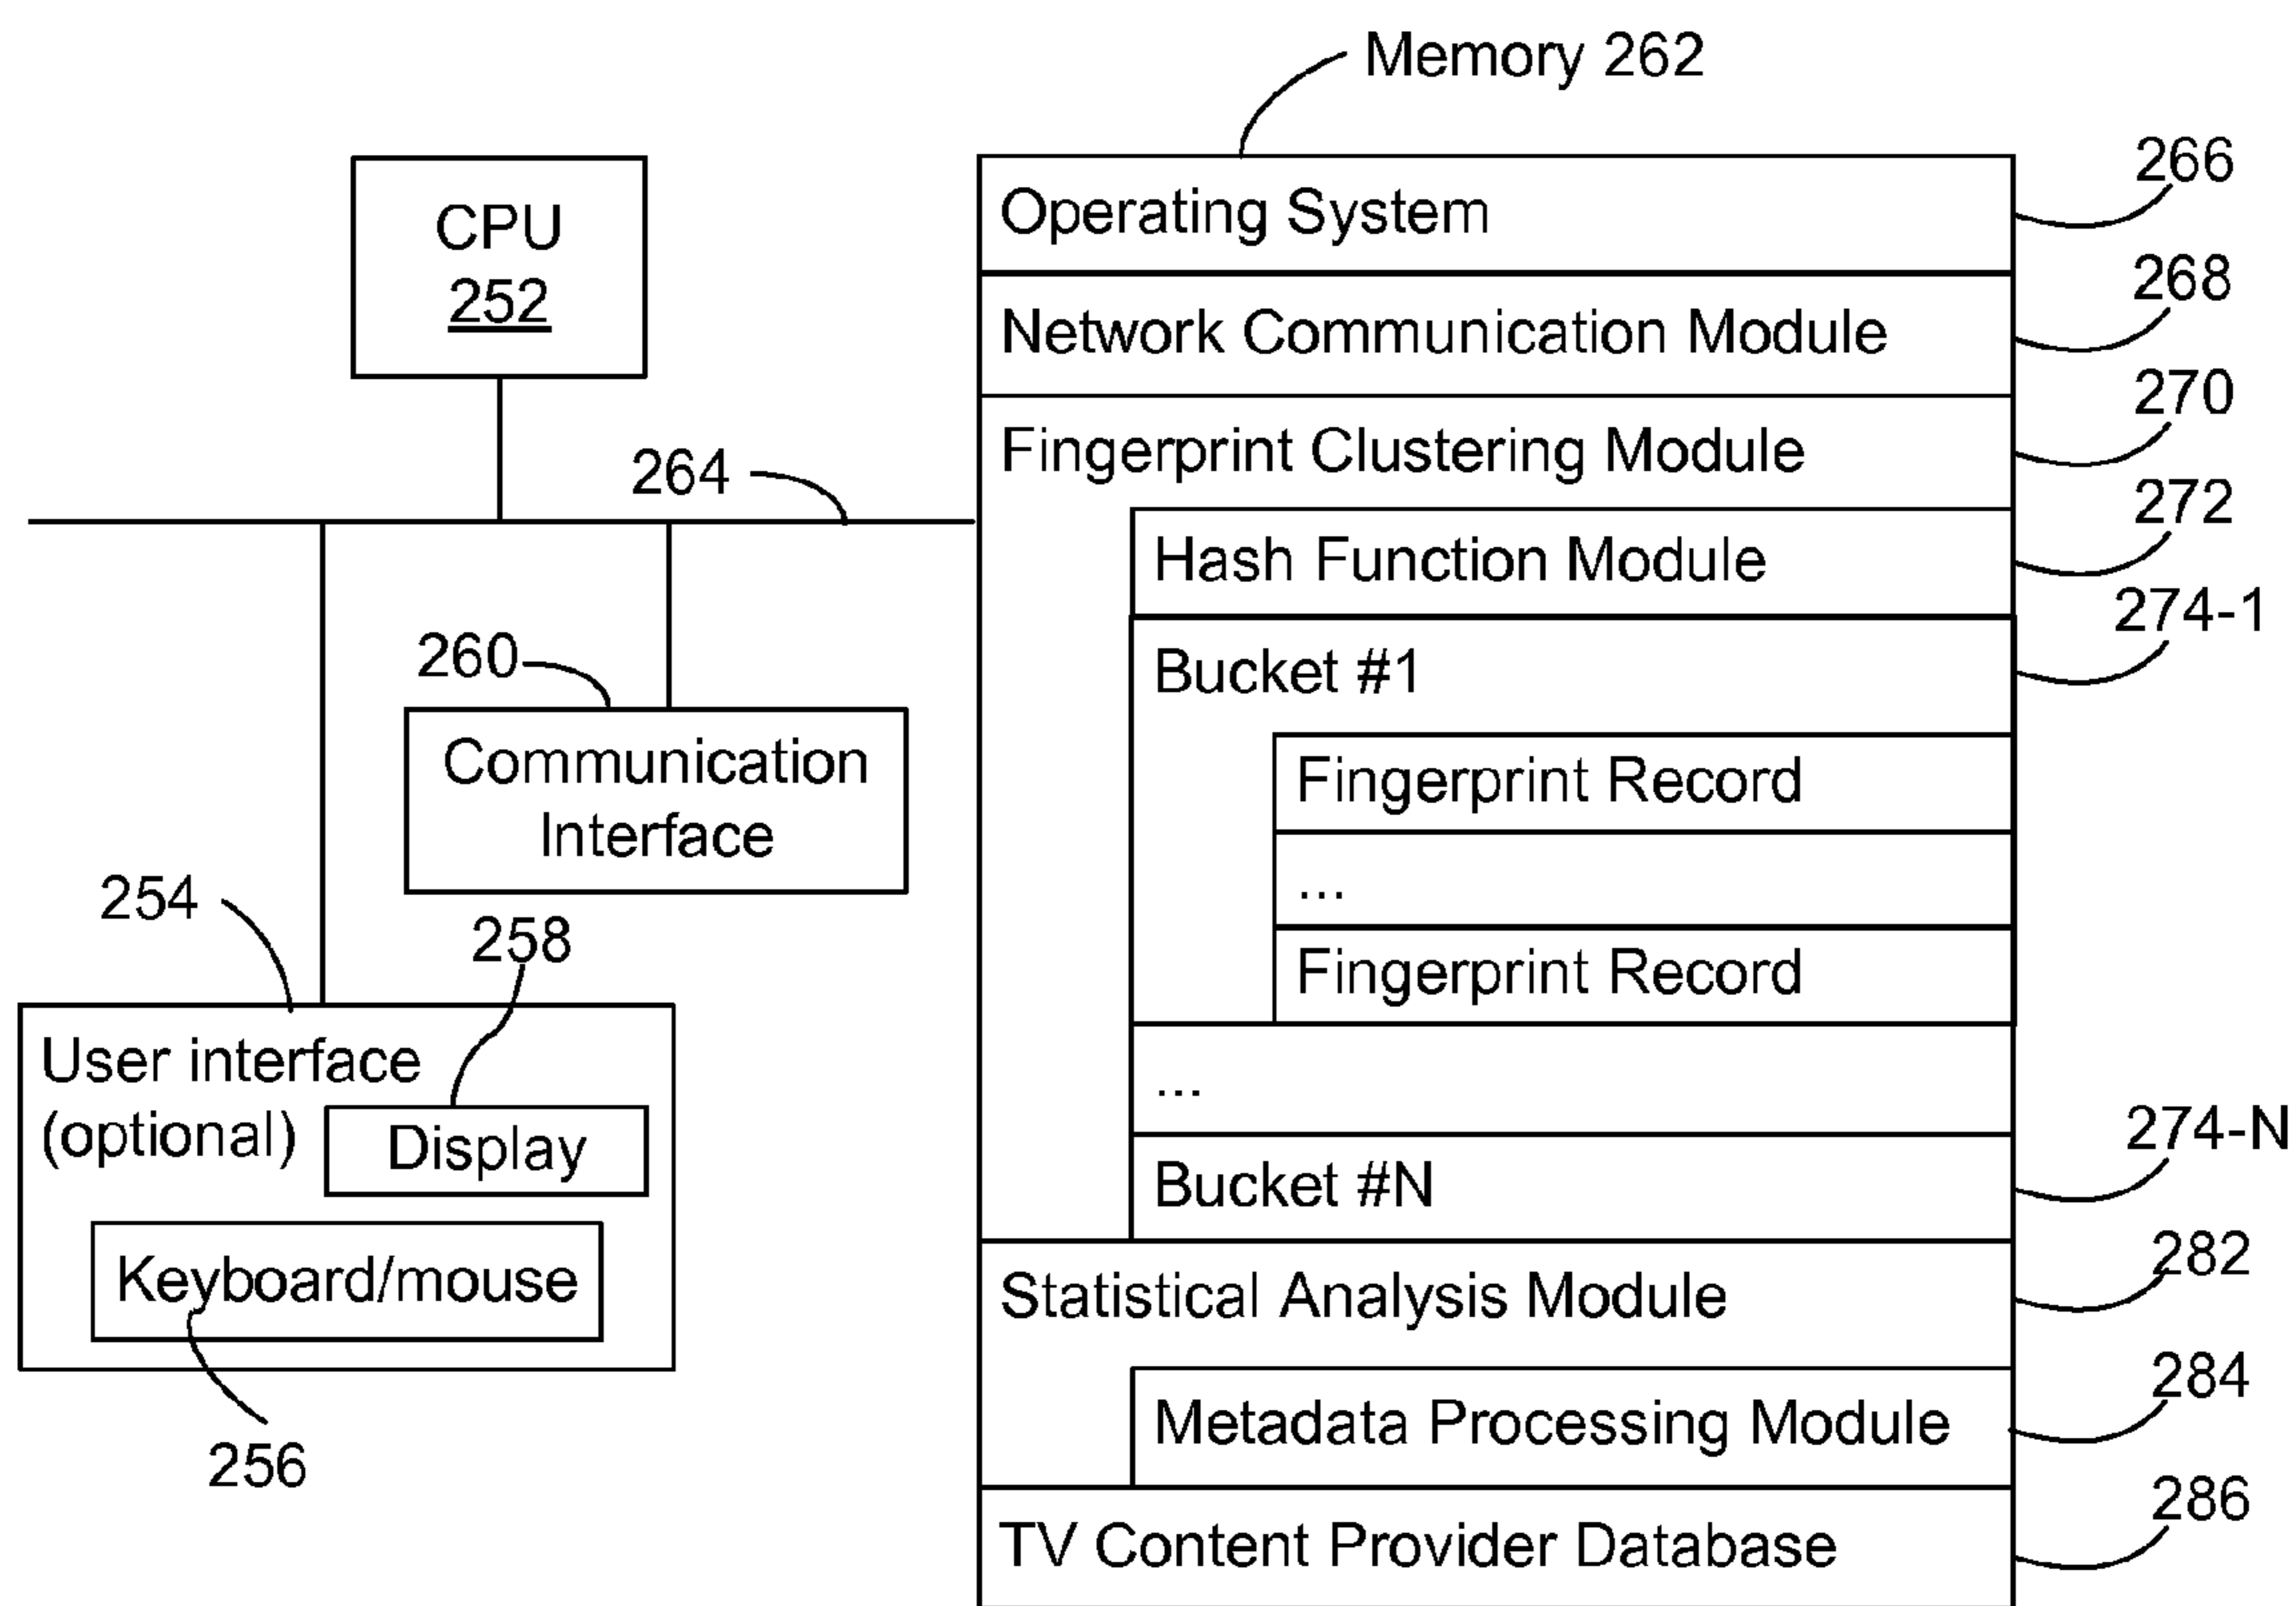 Memory 262
CPU
252
264
260
Communication
Interface
254
258
User interface
(optional)
Display
Keyboard/mouse
256
Operating System
266
Network Communication Module
268
Fingerprint Clustering Module
270
Hash Function Module
272
Bucket #1
274-1
Fingerprint Record
...
Fingerprint Record
...
Bucket #N
274-N
Statistical Analysis Module
282
Metadata Processing Module
284
TV Content Provider Database
286